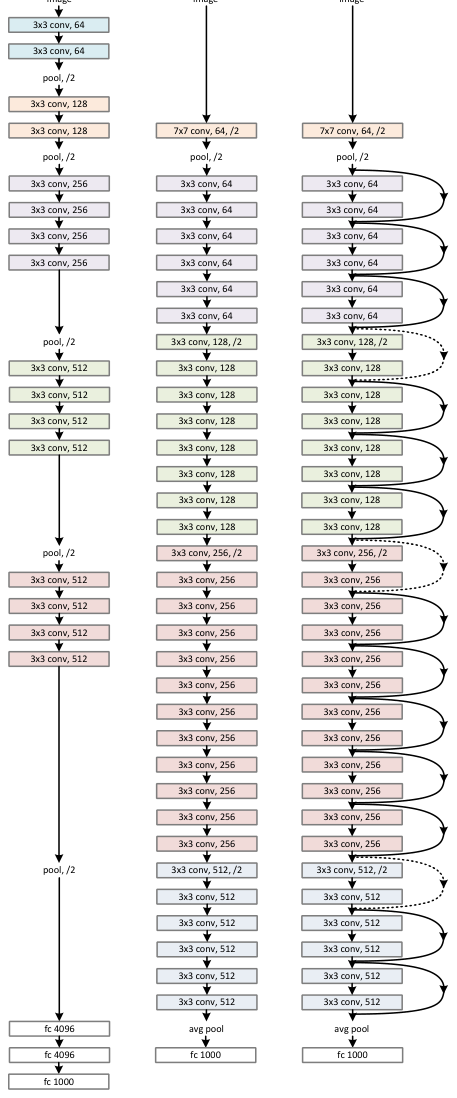 3x3 conv, 64
3x3 conv, 64
pool, /2
3x3 conv, 128
3x3 conv, 128
pool, /2
3x3 conv, 256
3x3 conv, 256
3x3 conv, 256
3x3 conv, 256
pool, /2
3x3 conv, 512
3x3 conv, 512
3x3 conv, 512
3x3 conv, 512
pool, /2
3x3 conv, 512
3x3 conv, 512
3x3 conv, 512
3x3 conv, 512
pool, /2
fc 4096
fc 4096
fc 1000
7x7 conv, 64, /2
pool, /2
3x3 conv, 64
3x3 conv, 64
3x3 conv, 64
3x3 conv, 64
3x3 conv, 64
3x3 conv, 64
3x3 conv, 128, /2
3x3 conv, 128
3x3 conv, 128
3x3 conv, 128
3x3 conv, 128
3x3 conv, 128
3x3 conv, 128
3x3 conv, 128
3x3 conv, 256, /2
3x3 conv, 256
3x3 conv, 256
3x3 conv, 256
3x3 conv, 256
3x3 conv, 256
3x3 conv, 256
3x3 conv, 256
3x3 conv, 256
3x3 conv, 256
3x3 conv, 256
3x3 conv, 256
3x3 conv, 512, /2
3x3 conv, 512
3x3 conv, 512
3x3 conv, 512
3x3 conv, 512
3x3 conv, 512
avg pool
fc 1000
7x7 conv, 64, /2
pool, /2
3x3 conv, 64
3x3 conv, 64
3x3 conv, 64
3x3 conv, 64
3x3 conv, 64
3x3 conv, 64
3x3 conv, 128, /2
3x3 conv, 128
3x3 conv, 128
3x3 conv, 128
3x3 conv, 128
3x3 conv, 128
3x3 conv, 128
3x3 conv, 128
3x3 conv, 256, /2
3x3 conv, 256
3x3 conv, 256
3x3 conv, 256
3x3 conv, 256
3x3 conv, 256
3x3 conv, 256
3x3 conv, 256
3x3 conv, 256
3x3 conv, 256
3x3 conv, 256
3x3 conv, 256
3x3 conv, 512, /2
3x3 conv, 512
3x3 conv, 512
3x3 conv, 512
3x3 conv, 512
3x3 conv, 512
avg pool
fc 1000